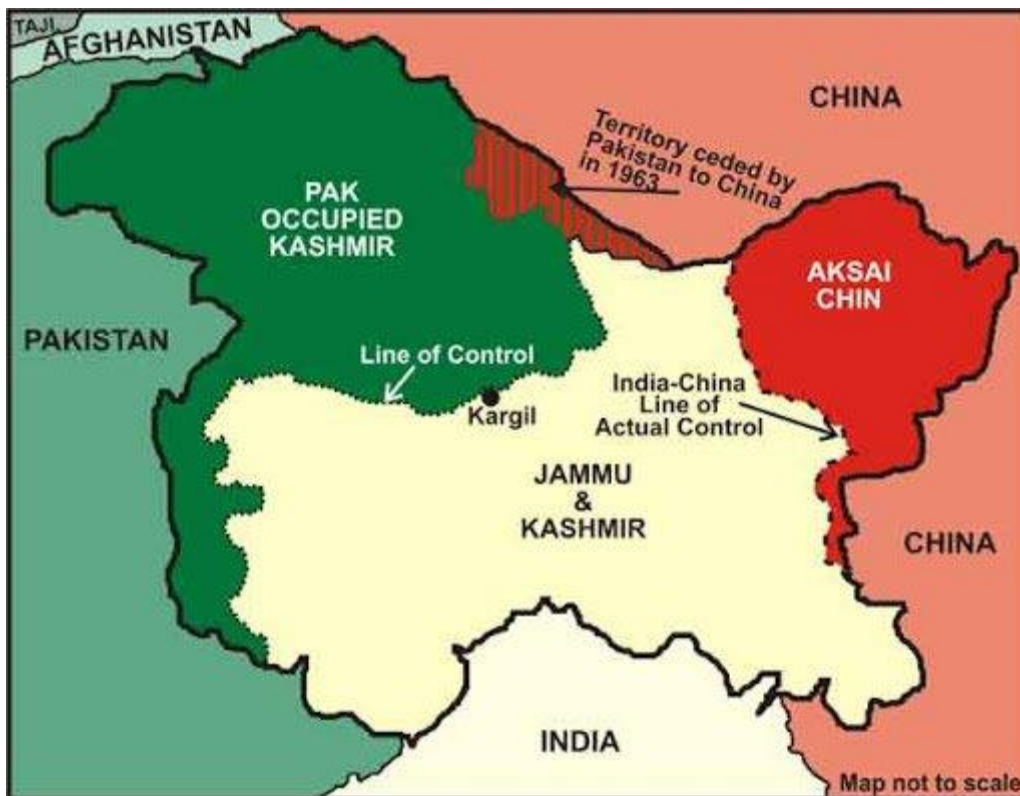 TAJI.
AFGHANISTAN
CHINA
Territory ceded by
Pakistan to China
in 1963
PAK
OCCUPIED
KASHMIR
AKSAI
CHIN
PAKISTAN
Line of Control
Kargil
India-China
Line of
Actual Control
JAMMU
&
KASHMIR
CHINA
INDIA
Map not to scale